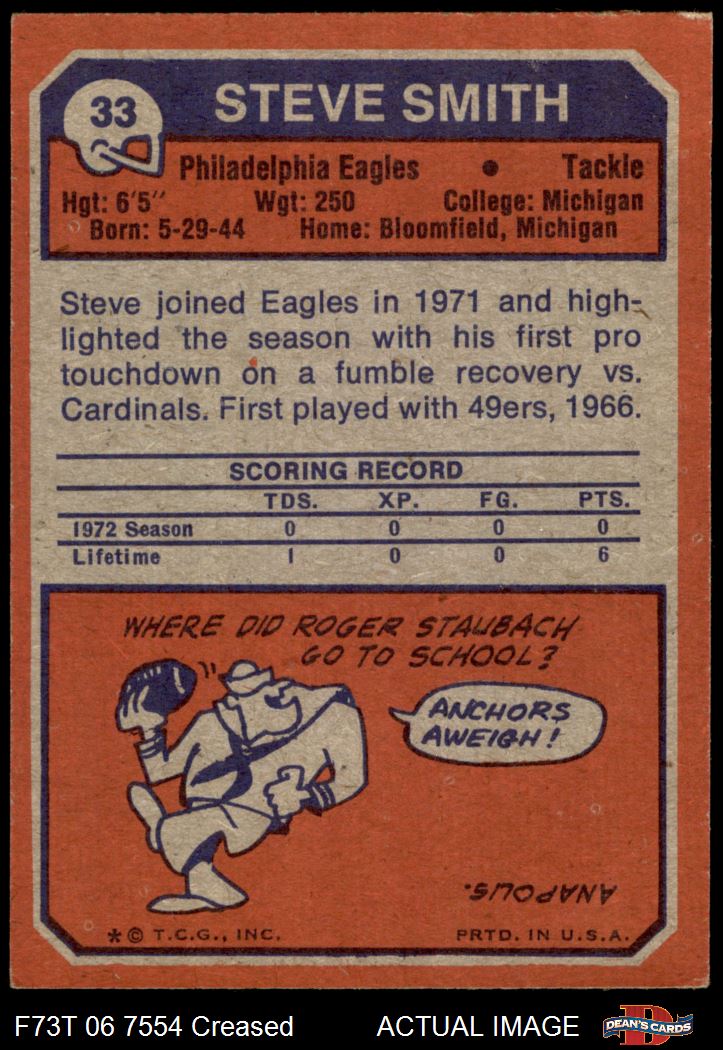 33
STEVE SMITH
Philadelphia Eagles • Tackle
Hgt: 6'5" Wgt: 250 College: Michigan
Born: 5-29-44 Home: Bloomfield, Michigan
Steve joined Eagles in 1971 and high-
lighted the season with his first pro
touchdown on a fumble recovery vs.
Cardinals. First played with 49ers, 1966.
SCORING RECORD
TDS. XP. FG. PTS.
1972 Season 0 0 0 0
Lifetime 1 0 0 6
WHERE DID ROGER STAUBACH
GO TO SCHOOL?
ANCHORS
AWEIGH!
ANAPOLIS.
* © T.C.G., INC. PRTD. IN U.S.A.
F73T 06 7554 Creased ACTUAL IMAGE
D
DEAN'S CARDS